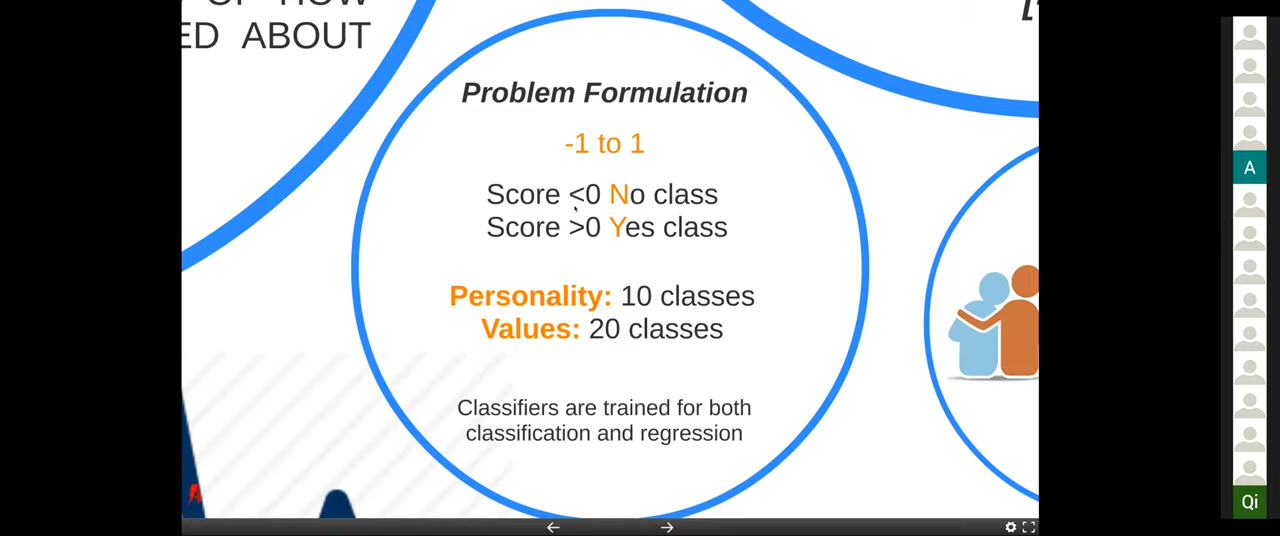 ED ABOUT
Problem Formulation
-1 to 1
Score <0 No class
Score >0 Yes class
Personality: 10 classes
Values: 20 classes
Classifiers are trained for both
classification and regression
A
Qi